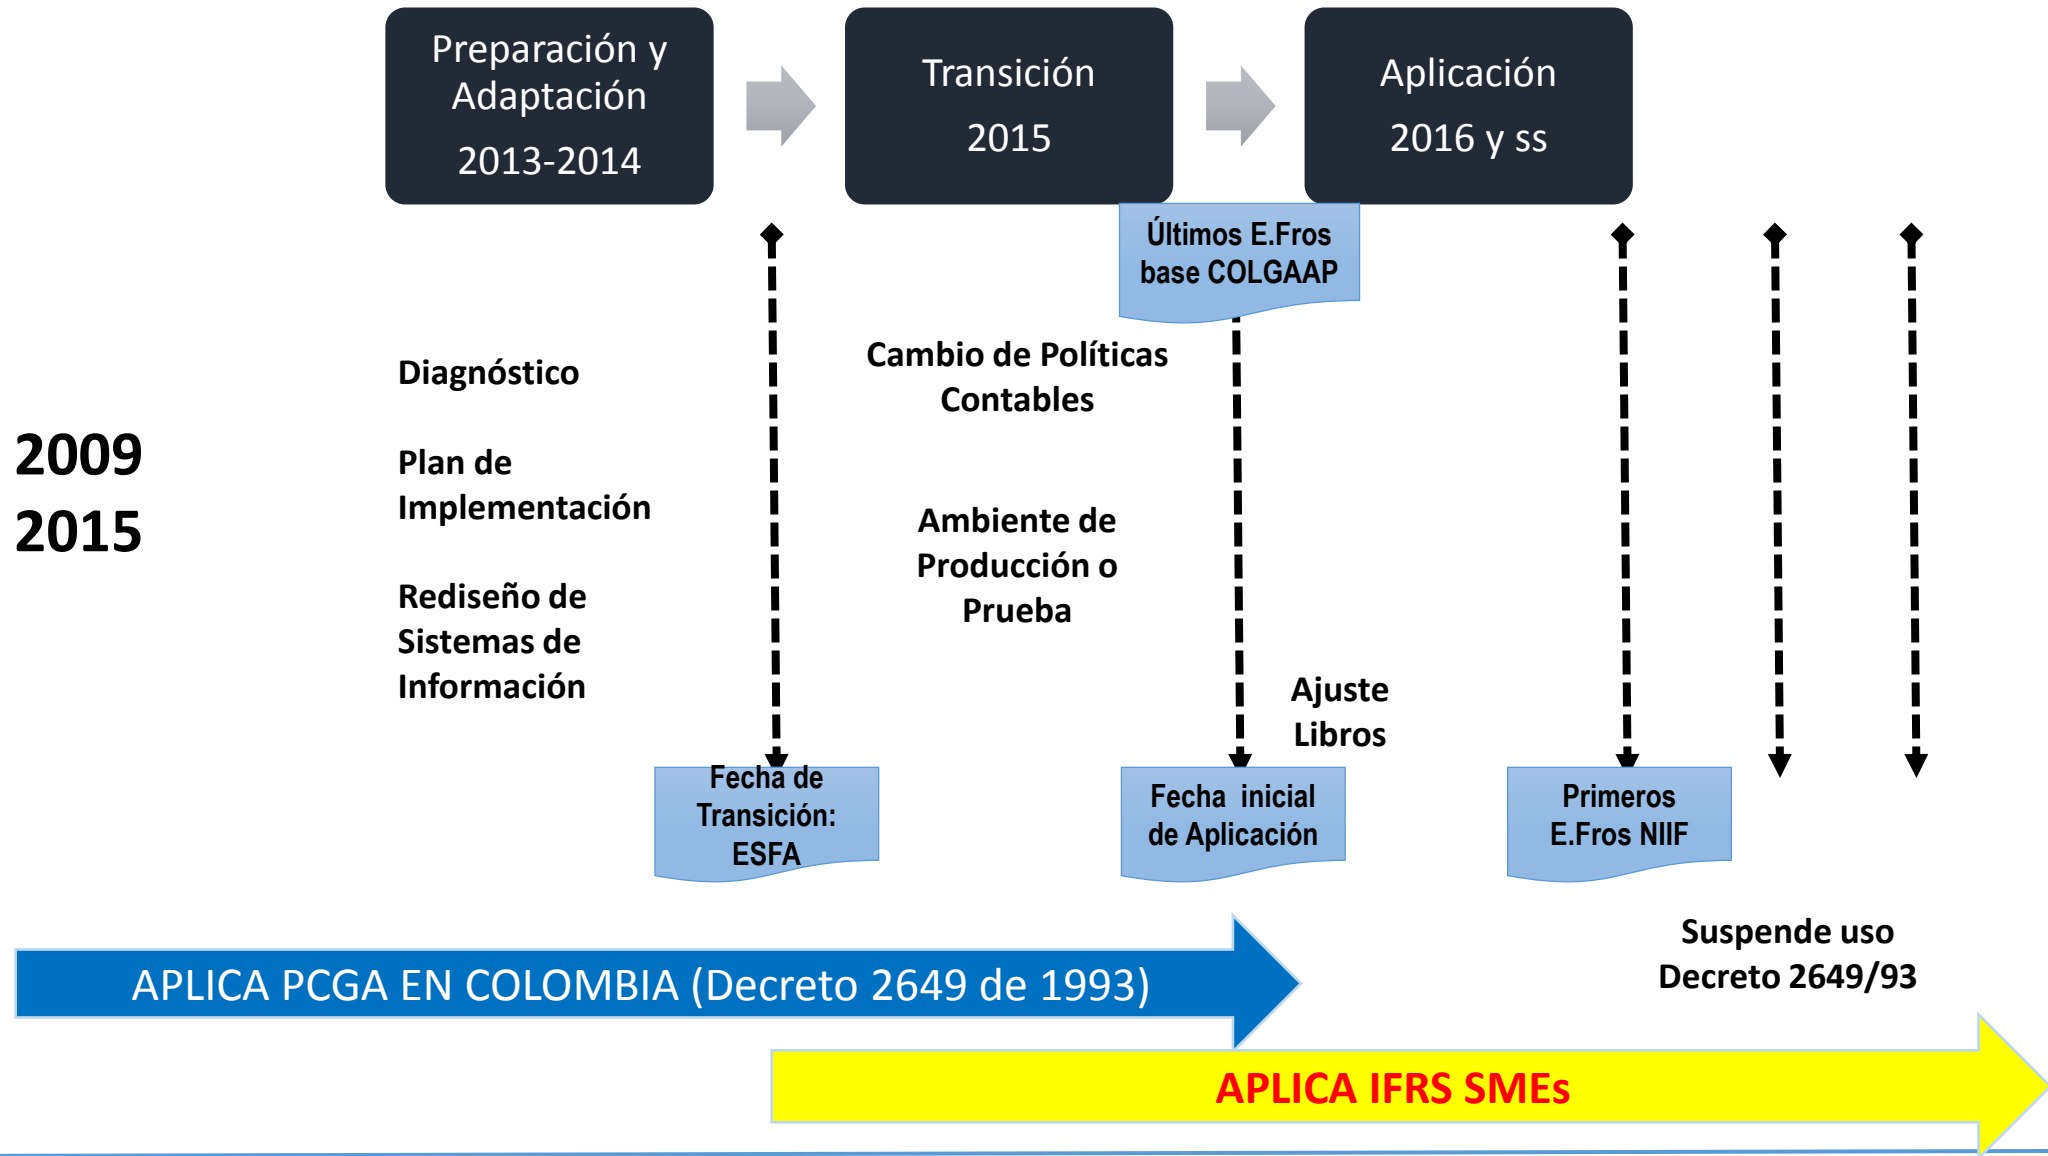 Preparación y
Adaptación
2013-2014
Transición
2015
Aplicación
2016 y ss
Últimos E.Fros
base COLGAAP
2009
2015
Diagnóstico
Plan de
Implementación
Rediseño de
Sistemas de
Información
Cambio de Políticas
Contables
Ambiente de
Producción o
Prueba
Ajuste
Libros
Fecha de
Transición:
ESFA
Fecha inicial
de Aplicación
Primeros
E.Fros NIIF
Suspende uso
Decreto 2649/93
APLICA PCGA EN COLOMBIA (Decreto 2649 de 1993)
APLICA IFRS SMEs